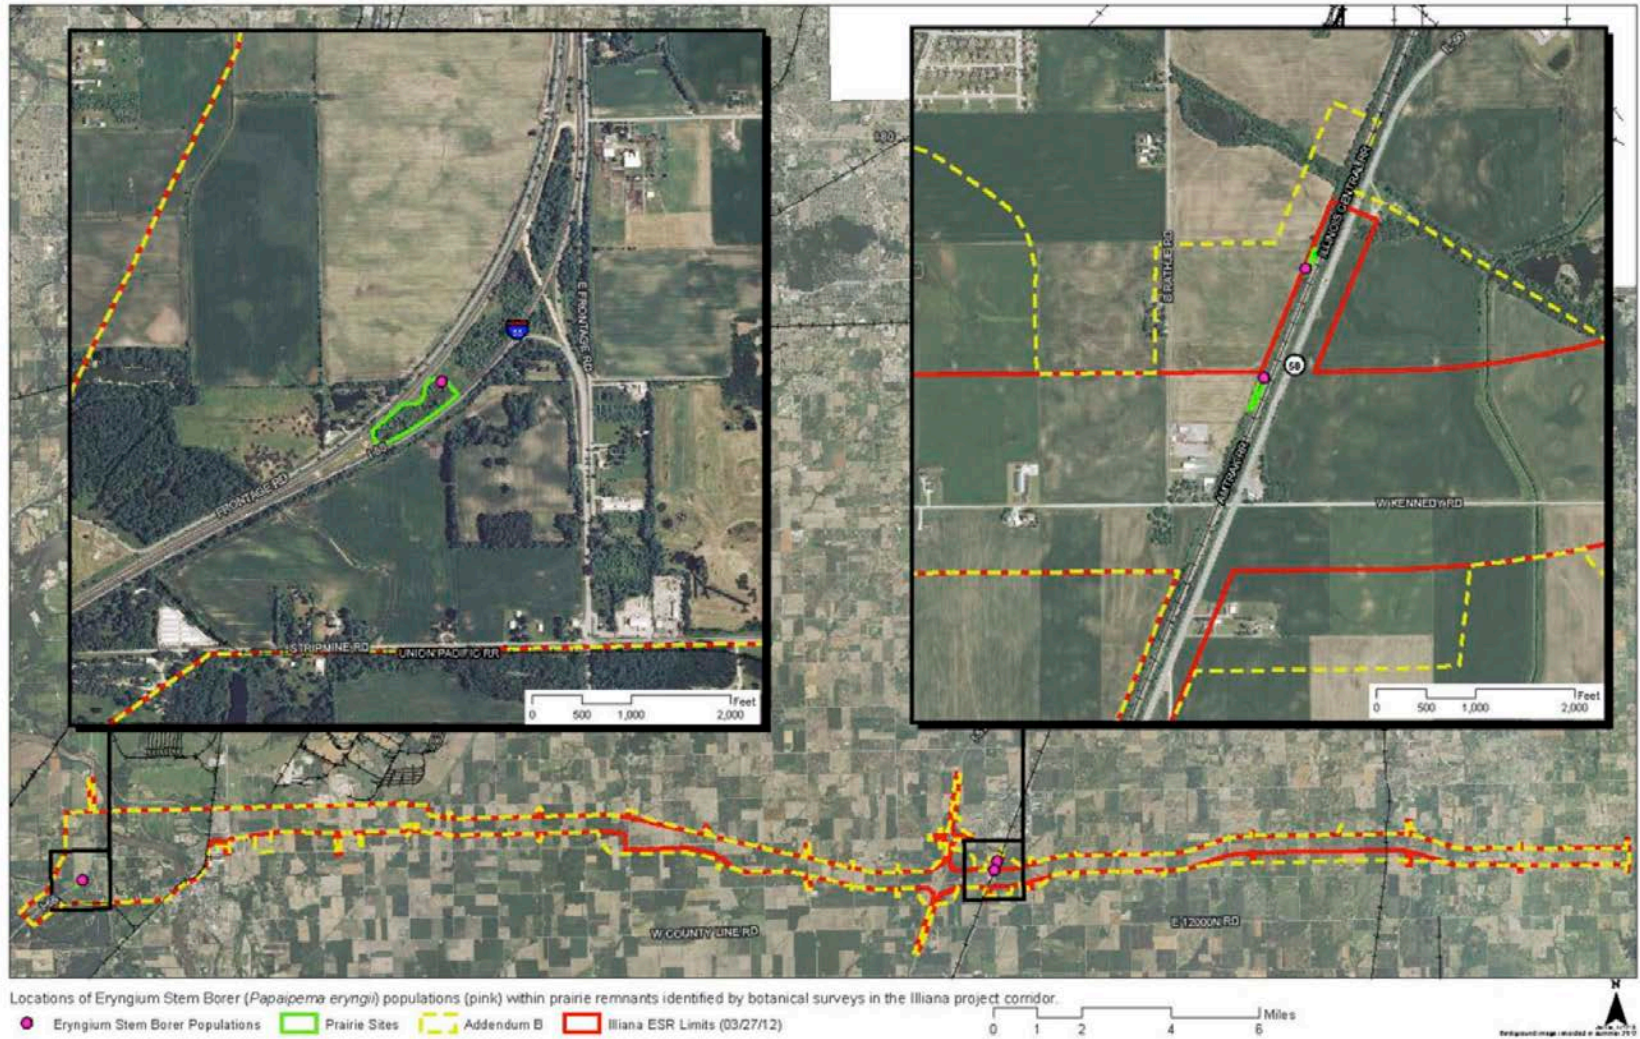 I-80
E FRONTAGE RD
55
FRONTAGE RD
STRIPMINE RD
UNION PACIFIC RR
Feet
0 500 1,000 2,000
ILLINOIS CENTRAL RR
E RATHJE RD
50
AMTRAK RR
W KENNEDY RD
Feet
0 500 1,000 2,000
W COUNTY LINE RD
E 12000N RD
Locations of Eryngium Stem Borer (Papaipema eryngii) populations (pink) within prairie remnants identified by botanical surveys in the Illiana project corridor.
Eryngium Stem Borer Populations
Prairie Sites
Addendum B
Illiana ESR Limits (03/27/12)
Miles
0 1 2 4 6
N